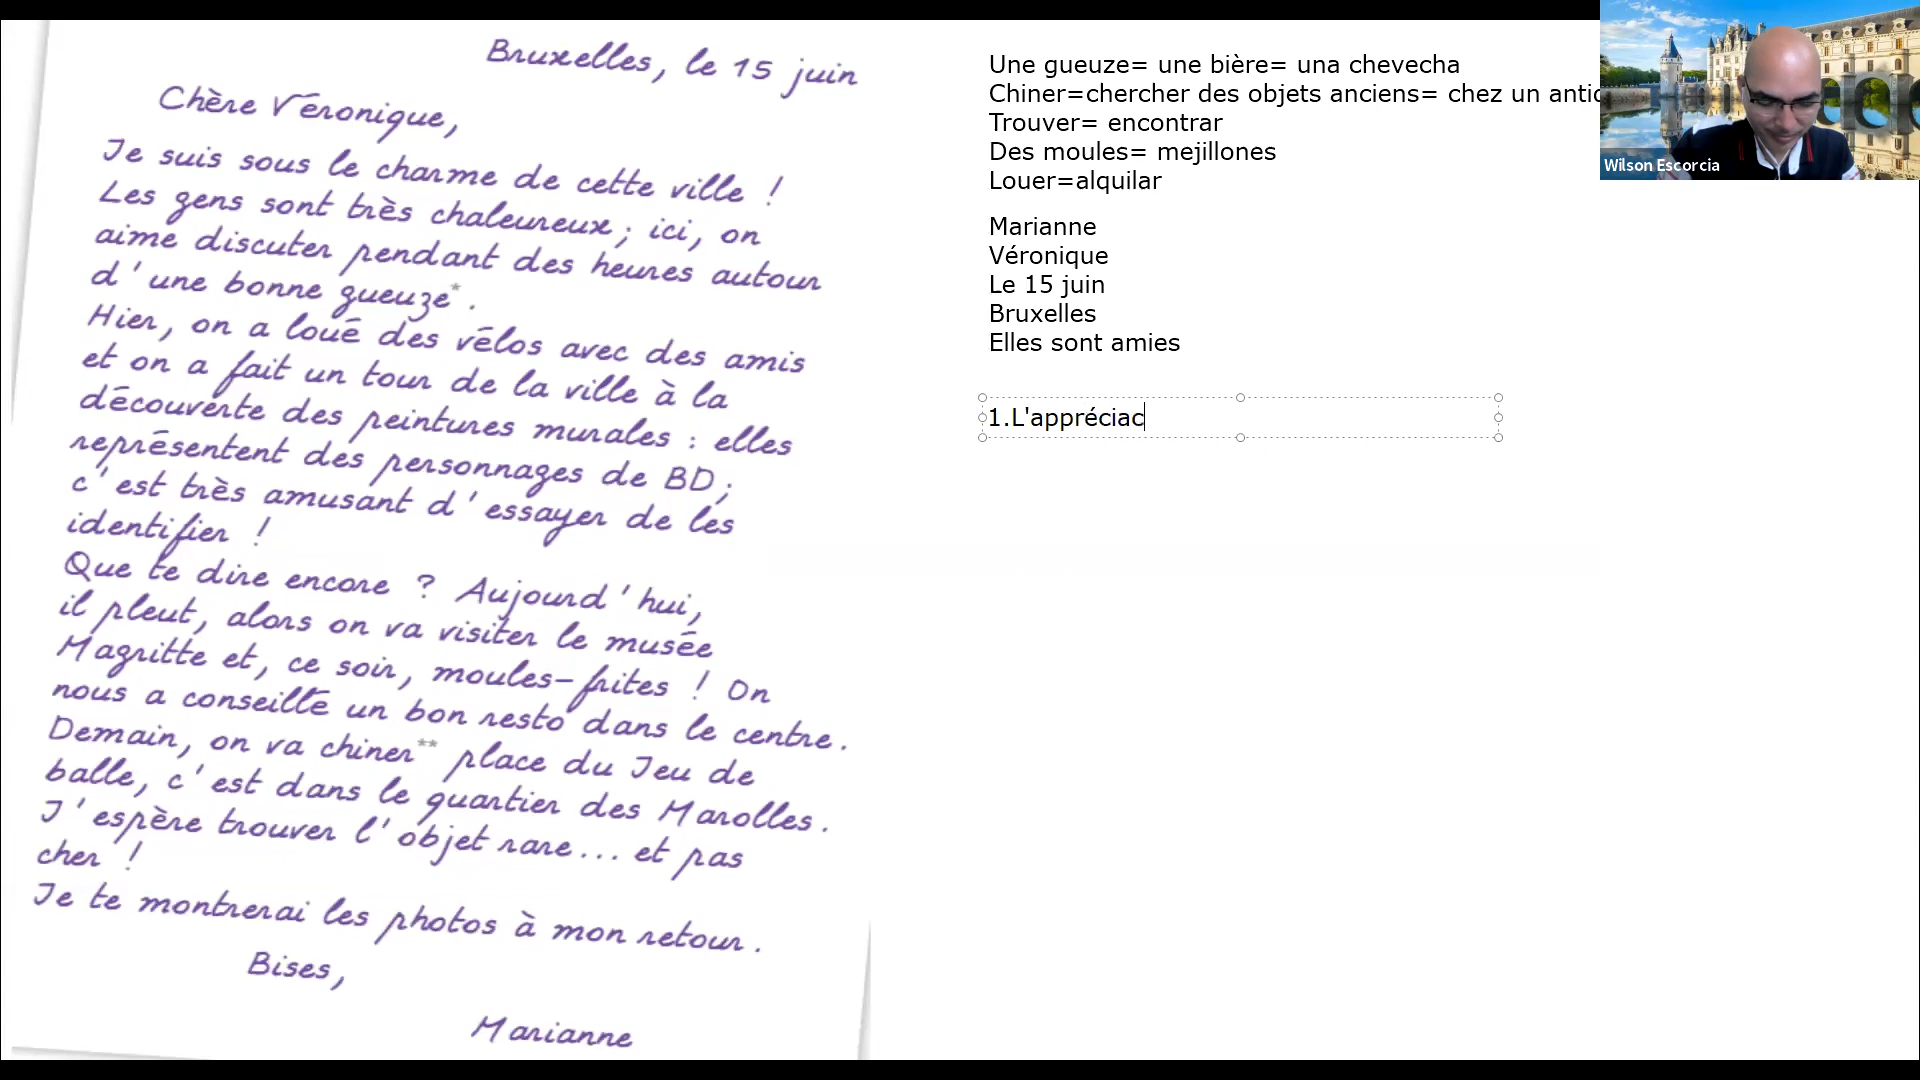 Bruxelles, le 15 juin
Chère Véronique,
Je suis sous le charme de cette ville !
Les gens sont très chaleureux ; ici, on
aime discuter pendant des heures autour
d'une bonne gueuze*.
Hier, on a loué des vélos avec des amis
et on a fait un tour de la ville à la
découverte des peintures murales : elles
représentent des personnages de BD ;
c'est très amusant d'essayer de les
identifier !
Que te dire encore ? Aujourd'hui,
il pleut, alors on va visiter le musée
Magritte et, ce soir, moules-frites ! On
nous a conseillé un bon resto dans le centre.
Demain, on va chiner** place du Jeu de
balle, c'est dans le quartier des Marolles.
J'espère trouver l'objet rare... et pas
cher !
Je te montrerai les photos à mon retour.
Bises,
Marianne
Une gueuze= une bière= una chevecha
Chiner=chercher des objets anciens= chez un
Trouver= encontrar
Des moules= mejillones
Louer=alquilar
Marianne
Véronique
Le 15 juin
Bruxelles
Elles sont amies
1.L'appréciac
Wilson Escorcia